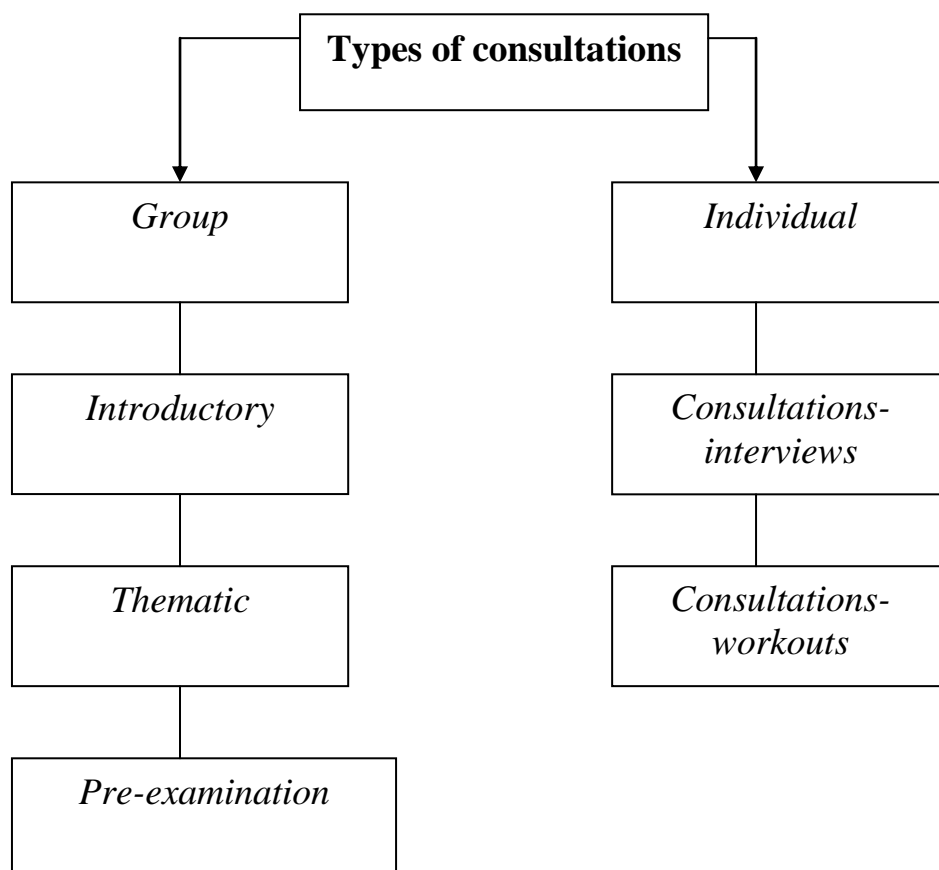 Types of consultations
Group
Individual
Introductory
Consultations-
interviews
Thematic
Consultations-
workouts
Pre-examination